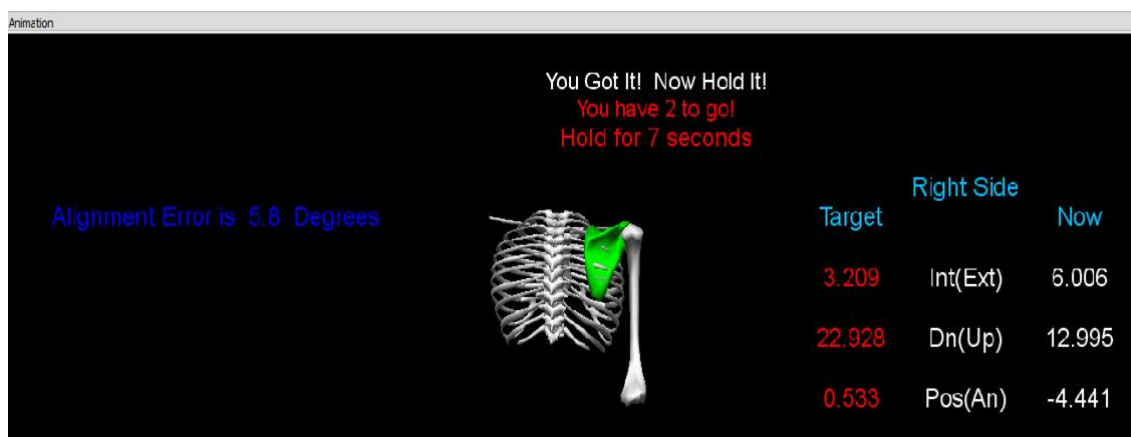 Animation
You Got It! Now Hold It!
You have 2 to go!
Hold for 7 seconds
Alignment Error is 5.8 Degrees
Right Side
Target Now
3.209 Int(Ext) 6.006
22.928 Dn(Up) 12.995
0.533 Pos(An) -4.441